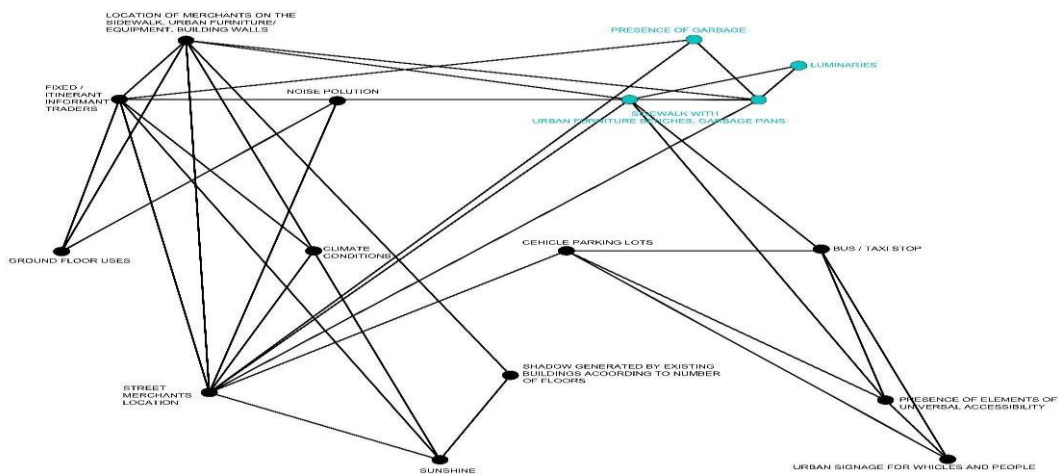 LOCATION OF MERCHANTS ON THE
SIDEWALK, URBAN FURNITURE/
EQUIPMENT, BUILDING WALLS
PRESENCE OF GARBAGE
LUMINARIES
FIXED /
ITINERANT
INFORMANT
TRADERS
NOISE POLUTION
SIDEWALK WITH
URBAN FURNITURE BENCHES, GARBAGE PANS
GROUND FLOOR USES
CLIMATE
CONDITIONS
CEHICLE PARKING LOTS
BUS / TAXI STOP
STREET
MERCHANTS
LOCATION
SHADOW GENERATED BY EXISTING
BUILDINGS ACOORDING TO NUMBER
OF FLOORS
PRESENCE OF ELEMENTS OF
UNIVERSAL ACCESSIBILITY
SUNSHINE
URBAN SIGNAGE FOR WHICLES AND PEOPLE